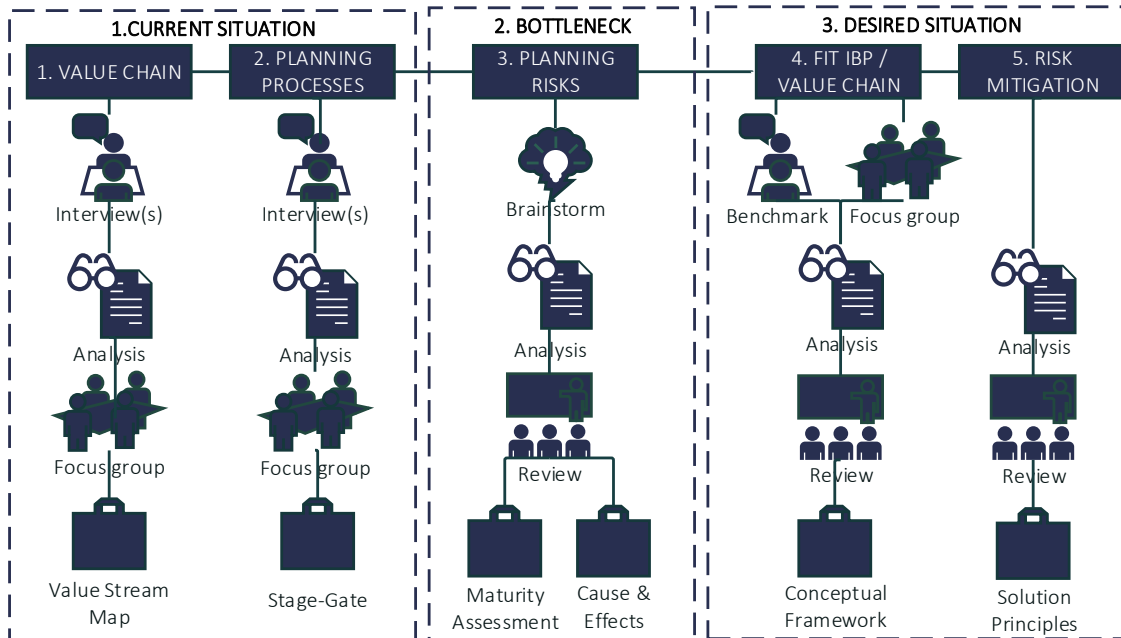 1.CURRENT SITUATION
1. VALUE CHAIN
2. PLANNING
PROCESSES
Interview(s)
Interview(s)
Analysis
Analysis
Focus group
Focus group
Value Stream
Map
Stage-Gate
2. BOTTLENECK
3. PLANNING
RISKS
Brainstorm
Analysis
Review
Maturity
Assessment
Cause &
Effects
3. DESIRED SITUATION
4. FIT IBP /
VALUE CHAIN
5. RISK
MITIGATION
Benchmark
Focus group
Analysis
Analysis
Review
Review
Conceptual
Framework
Solution
Principles